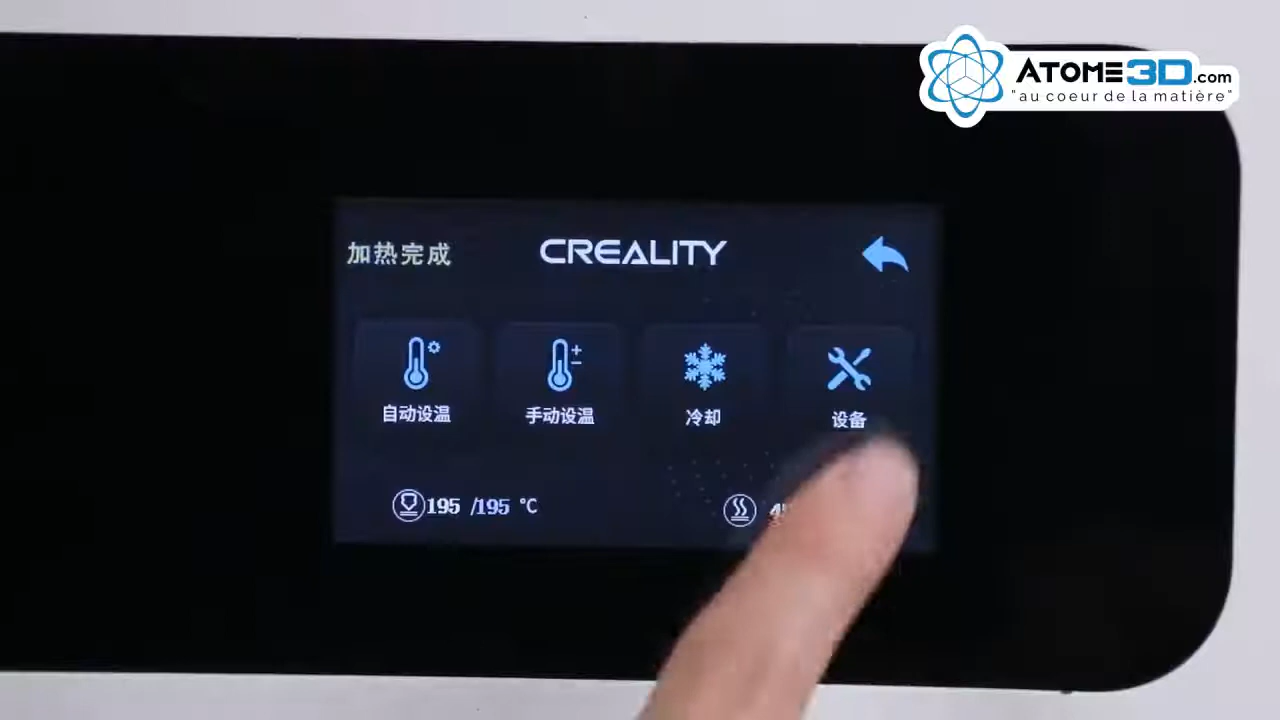 ATOME3D.com
"au coeur de la matière"
加热完成
CREALITY
自动设温
手动设温
冷却
设备
195 /195 °C